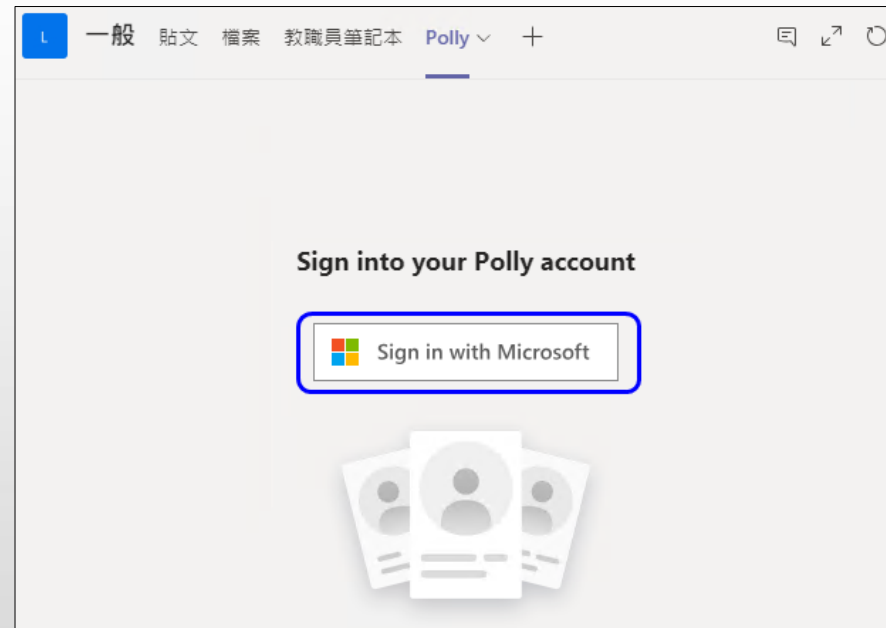 L 一般 貼文 檔案 教職員筆記本 Polly
Sign into your Polly account
Sign in with Microsoft